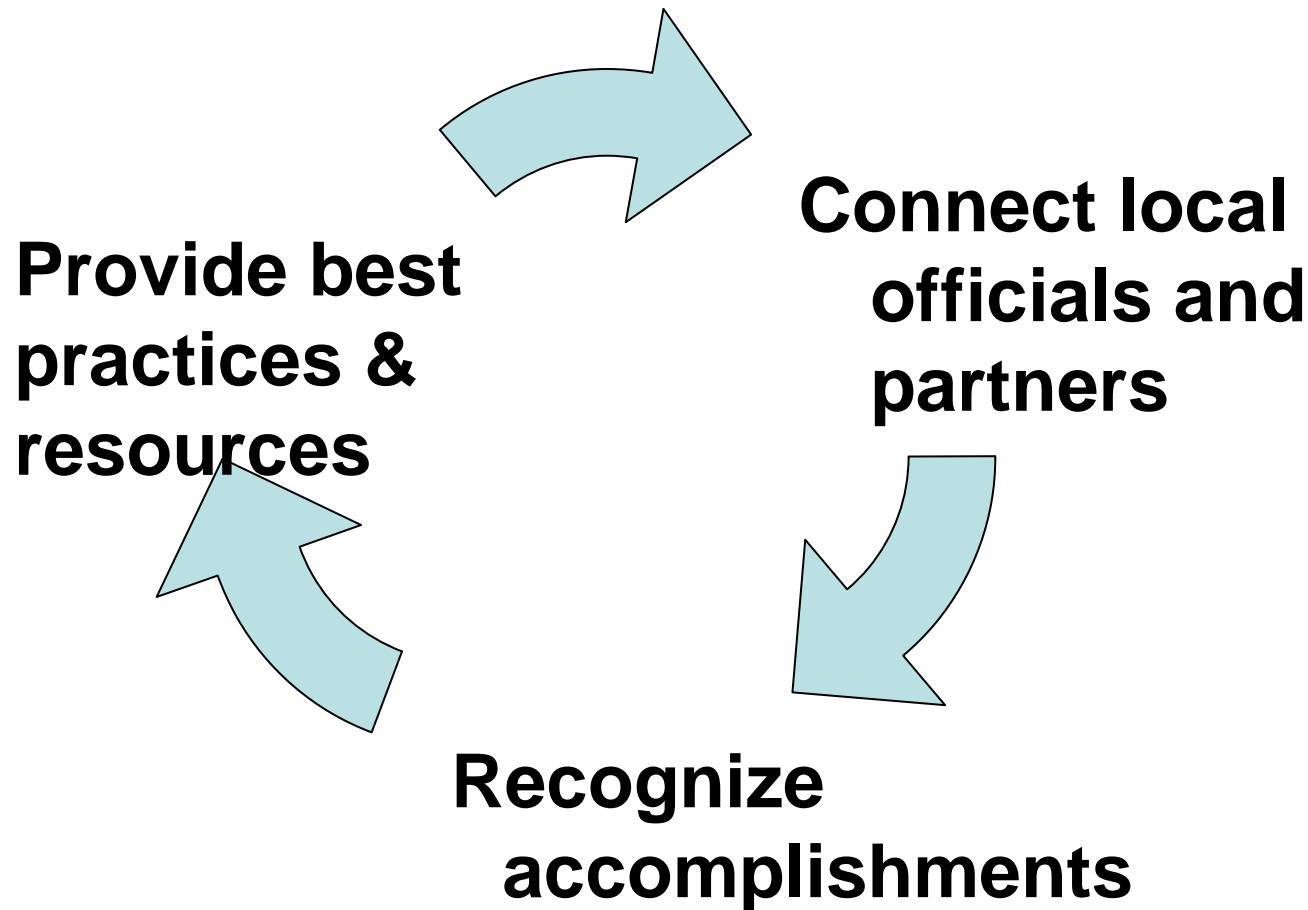 Provide best
practices &
resources
Connect local
officials and
partners
Recognize
accomplishments